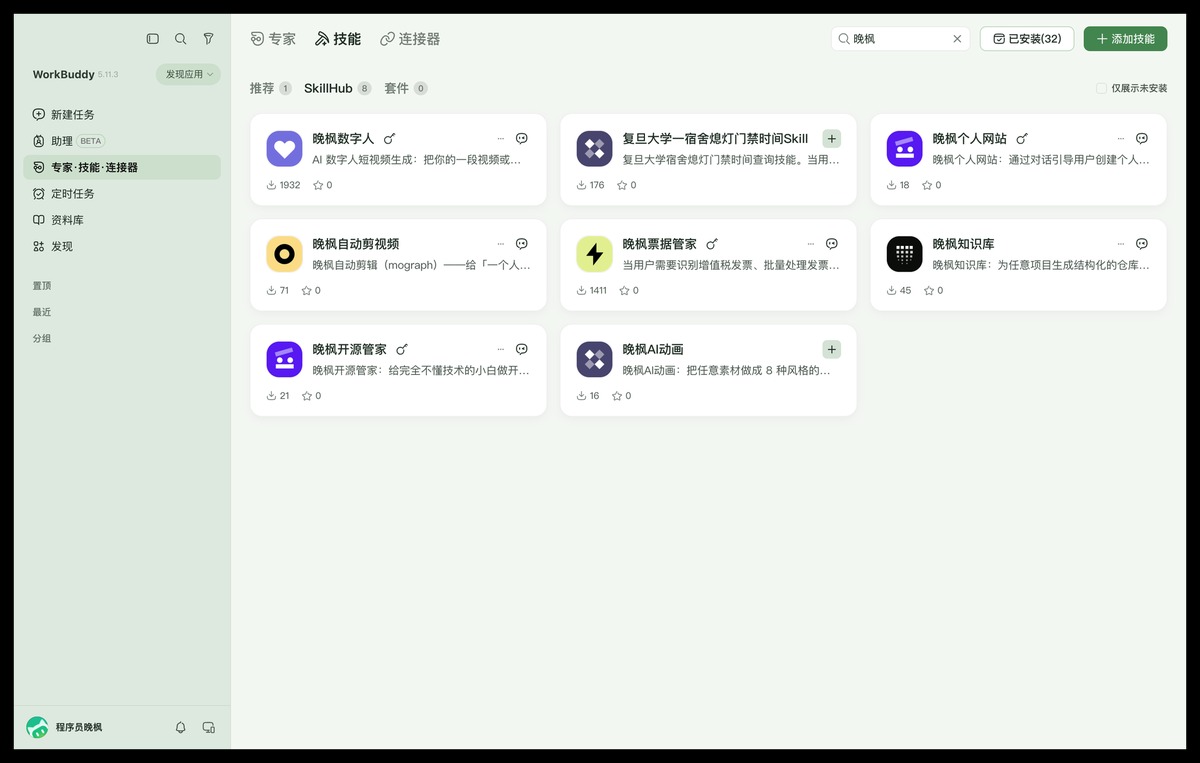 专家
技能
连接器
晚枫
已安装(32)
添加技能
WorkBuddy 5.11.3
发现应用
推荐 1
SkillHub 8
套件 0
仅展示未安装
新建任务
助理 BETA
专家·技能·连接器
定时任务
资料库
发现
置顶
最近
分组
晚枫数字人
AI 数字人短视频生成：把你的一段视频或...
1932 0
复旦大学一宿舍熄灯门禁时间Skill
复旦大学宿舍熄灯门禁时间查询技能。当用...
176 0
晚枫个人网站
晚枫个人网站：通过对话引导用户创建个人...
18 0
晚枫自动剪视频
晚枫自动剪辑（mograph）——给「一个人...
71 0
晚枫票据管家
当用户需要识别增值税发票、批量处理发票...
1411 0
晚枫知识库
晚枫知识库：为任意项目生成结构化的仓库...
45 0
晚枫开源管家
晚枫开源管家：给完全不懂技术的小白做开...
21 0
晚枫AI动画
晚枫AI动画：把任意素材做成 8 种风格的...
16 0
程序员晚枫